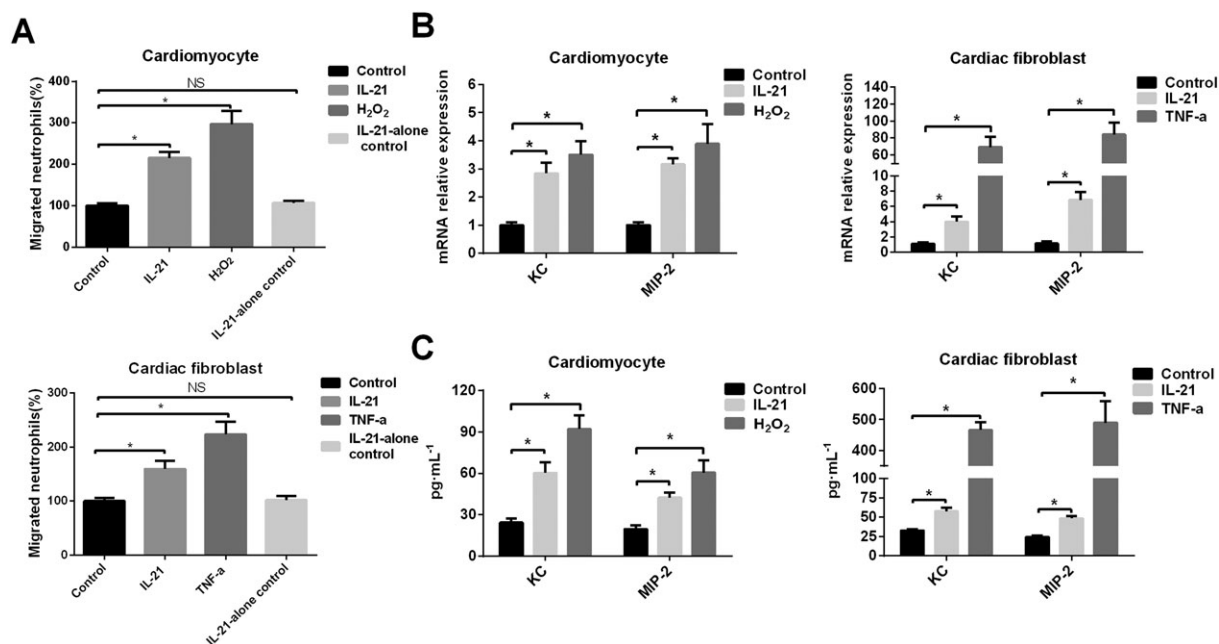 A
Cardiomyocyte
Migrated neutrophils(%)
400
300
200
100
0
NS
*
*
Control
IL-21
H₂O₂
IL-21-alone control
Control
IL-21
H₂O₂
IL-21-alone
control
Cardiac fibroblast
Migrated neutrophils(%)
300
200
100
0
NS
*
*
Control
IL-21
TNF-a
IL-21-alone control
Control
IL-21
TNF-a
IL-21-alone
control
B
Cardiomyocyte
mRNA relative expression
6
5
4
3
2
1
0
*
*
*
*
KC
MIP-2
Control
IL-21
H₂O₂
Cardiac fibroblast
mRNA relative expression
140
120
100
80
60
10
8
6
4
2
0
*
*
*
*
KC
MIP-2
Control
IL-21
TNF-a
C
Cardiomyocyte
pg·mL⁻¹
120
90
60
30
0
*
*
*
*
KC
MIP-2
Control
IL-21
H₂O₂
Cardiac fibroblast
pg·mL⁻¹
600
500
400
100
75
50
25
0
*
*
*
*
KC
MIP-2
Control
IL-21
TNF-a